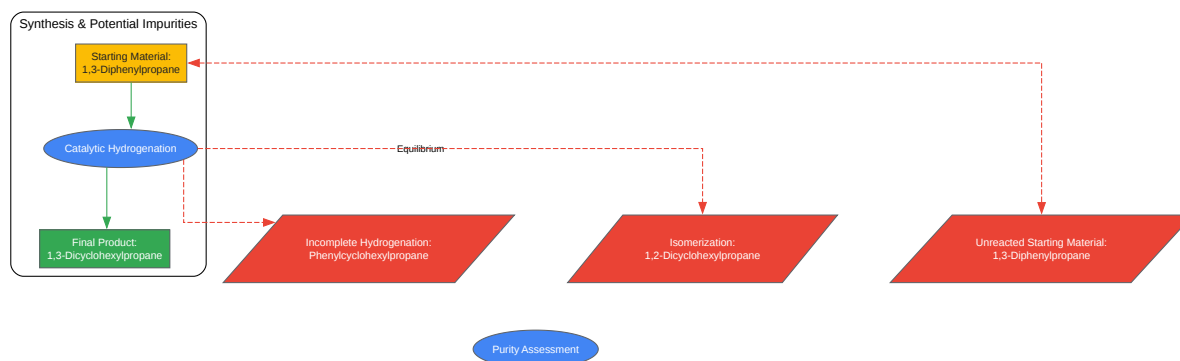 Synthesis & Potential Impurities
Starting Material:
1,3-Diphenylpropane
Catalytic Hydrogenation
Equilibrium
Final Product:
1,3-Dicyclohexylpropane
Incomplete Hydrogenation:
Phenylcyclohexylpropane
Isomerization:
1,2-Dicyclohexylpropane
Unreacted Starting Material:
1,3-Diphenylpropane
Purity Assessment